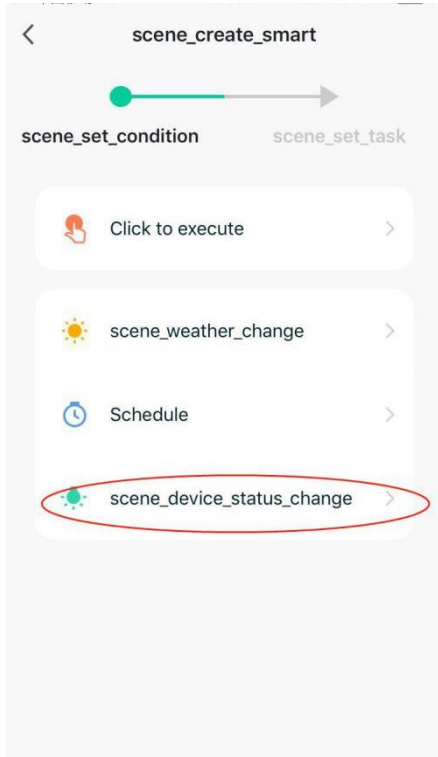 scene_create_smart
scene_set_condition scene_set_task
Click to execute
scene_weather_change
Schedule
scene_device_status_change